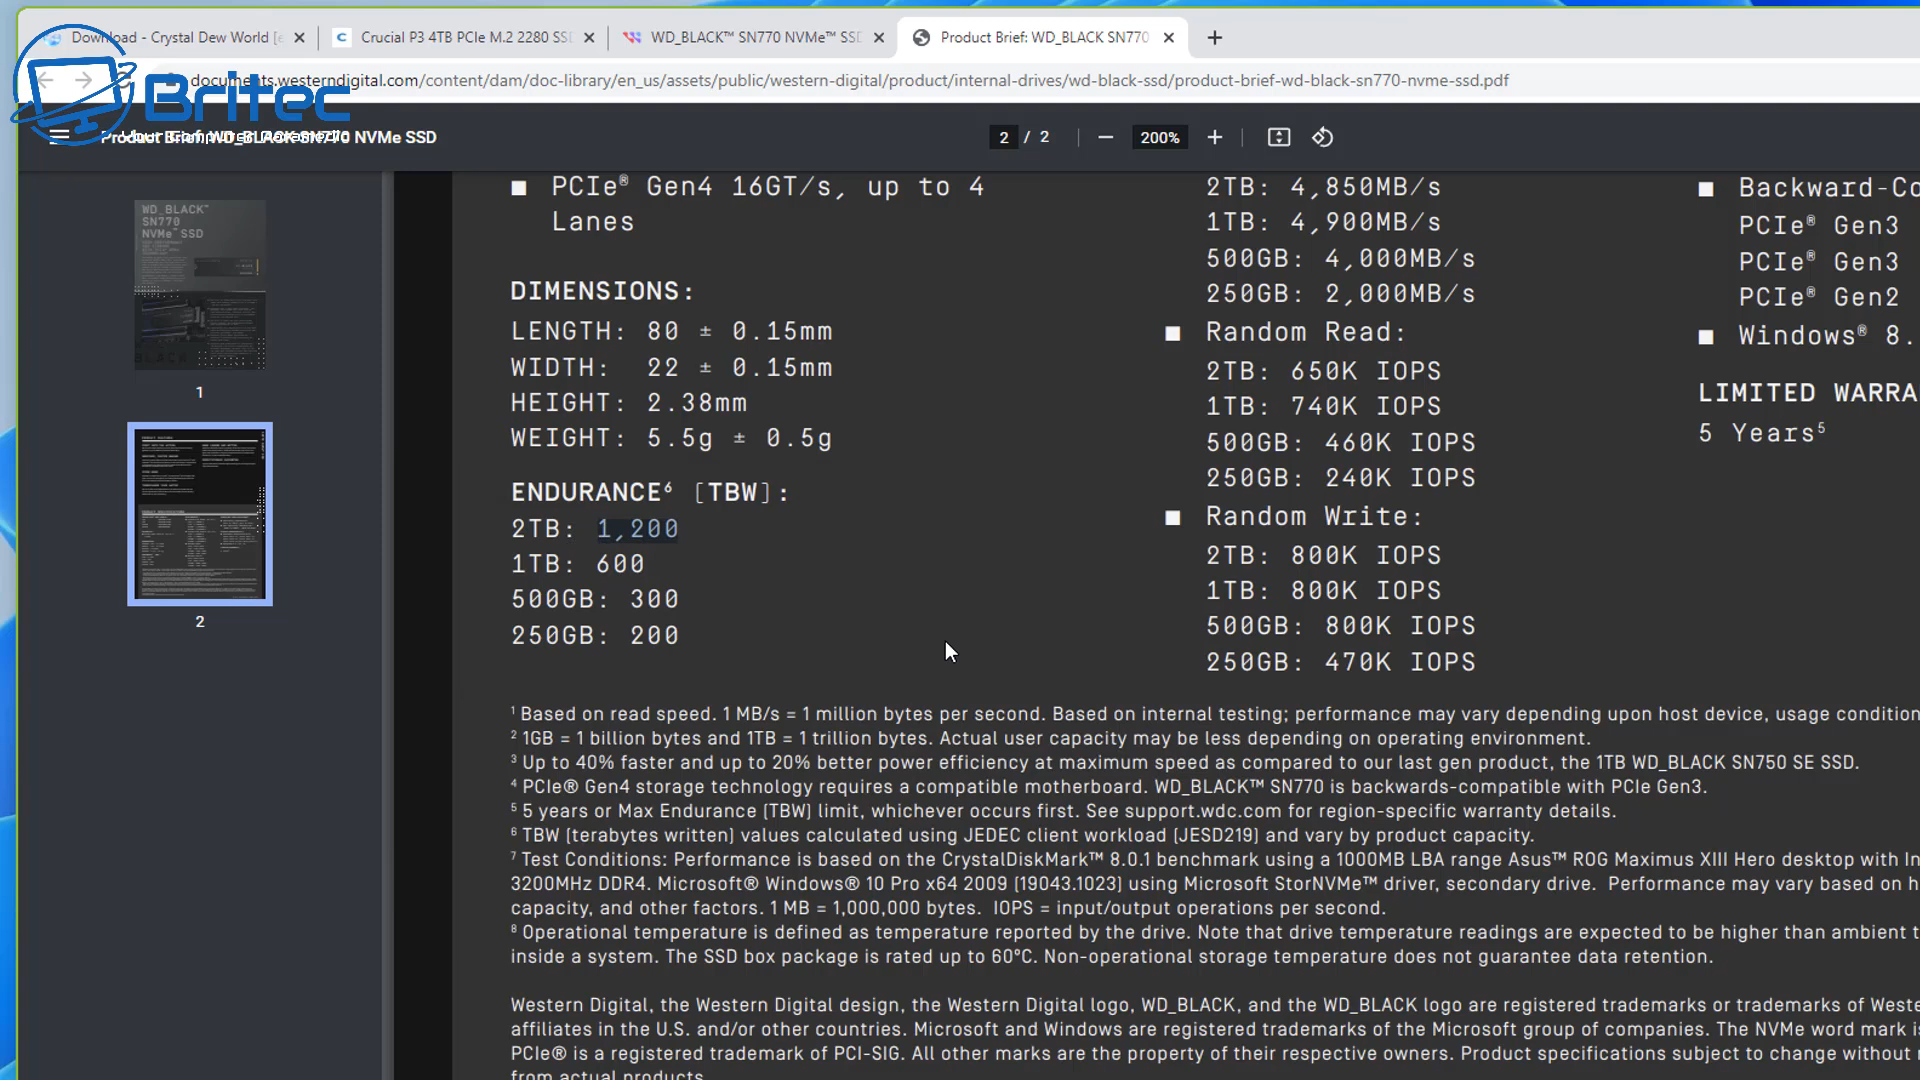 Download - Crystal Dew World [e
Crucial P3 4TB PCIe M.2 2280 SSD
WD_BLACK™ SN770 NVMe™ SSD
Product Brief: WD_BLACK SN770
documents.westerndigital.com/content/dam/doc-library/en_us/assets/public/western-digital/product/internal-drives/wd-black-ssd/product-brief-wd-black-sn770-nvme-ssd.pdf
Britec
Product Brief: WD_BLACK SN770 NVMe SSD
2 / 2
200%
WD_BLACK™
SN770
NVMe™ SSD
1
2
PCIe® Gen4 16GT/s, up to 4
Lanes
DIMENSIONS:
LENGTH: 80 ± 0.15mm
WIDTH: 22 ± 0.15mm
HEIGHT: 2.38mm
WEIGHT: 5.5g ± 0.5g
ENDURANCE⁶ [TBW]:
2TB: 1,200
1TB: 600
500GB: 300
250GB: 200
2TB: 4,850MB/s
1TB: 4,900MB/s
500GB: 4,000MB/s
250GB: 2,000MB/s
Random Read:
2TB: 650K IOPS
1TB: 740K IOPS
500GB: 460K IOPS
250GB: 240K IOPS
Random Write:
2TB: 800K IOPS
1TB: 800K IOPS
500GB: 800K IOPS
250GB: 470K IOPS
Backward-Co
PCIe® Gen3
PCIe® Gen3
PCIe® Gen2
Windows® 8.
LIMITED WARRA
5 Years⁵
¹ Based on read speed. 1 MB/s = 1 million bytes per second. Based on internal testing; performance may vary depending upon host device, usage condition
² 1GB = 1 billion bytes and 1TB = 1 trillion bytes. Actual user capacity may be less depending on operating environment.
³ Up to 40% faster and up to 20% better power efficiency at maximum speed as compared to our last gen product, the 1TB WD_BLACK SN750 SE SSD.
⁴ PCIe® Gen4 storage technology requires a compatible motherboard. WD_BLACK™ SN770 is backwards-compatible with PCIe Gen3.
⁵ 5 years or Max Endurance [TBW] limit, whichever occurs first. See support.wdc.com for region-specific warranty details.
⁶ TBW [terabytes written] values calculated using JEDEC client workload [JESD219] and vary by product capacity.
⁷ Test Conditions: Performance is based on the CrystalDiskMark™ 8.0.1 benchmark using a 1000MB LBA range Asus™ ROG Maximus XIII Hero desktop with In
3200MHz DDR4. Microsoft® Windows® 10 Pro x64 2009 [19043.1023] using Microsoft StorNVMe™ driver, secondary drive. Performance may vary based on h
capacity, and other factors. 1 MB = 1,000,000 bytes. IOPS = input/output operations per second.
⁸ Operational temperature is defined as temperature reported by the drive. Note that drive temperature readings are expected to be higher than ambient t
inside a system. The SSD box package is rated up to 60°C. Non-operational storage temperature does not guarantee data retention.
Western Digital, the Western Digital design, the Western Digital logo, WD_BLACK, and the WD_BLACK logo are registered trademarks or trademarks of Weste
affiliates in the U.S. and/or other countries. Microsoft and Windows are registered trademarks of the Microsoft group of companies. The NVMe word mark is
PCIe® is a registered trademark of PCI-SIG. All other marks are the property of their respective owners. Product specifications subject to change without n
from actual products.